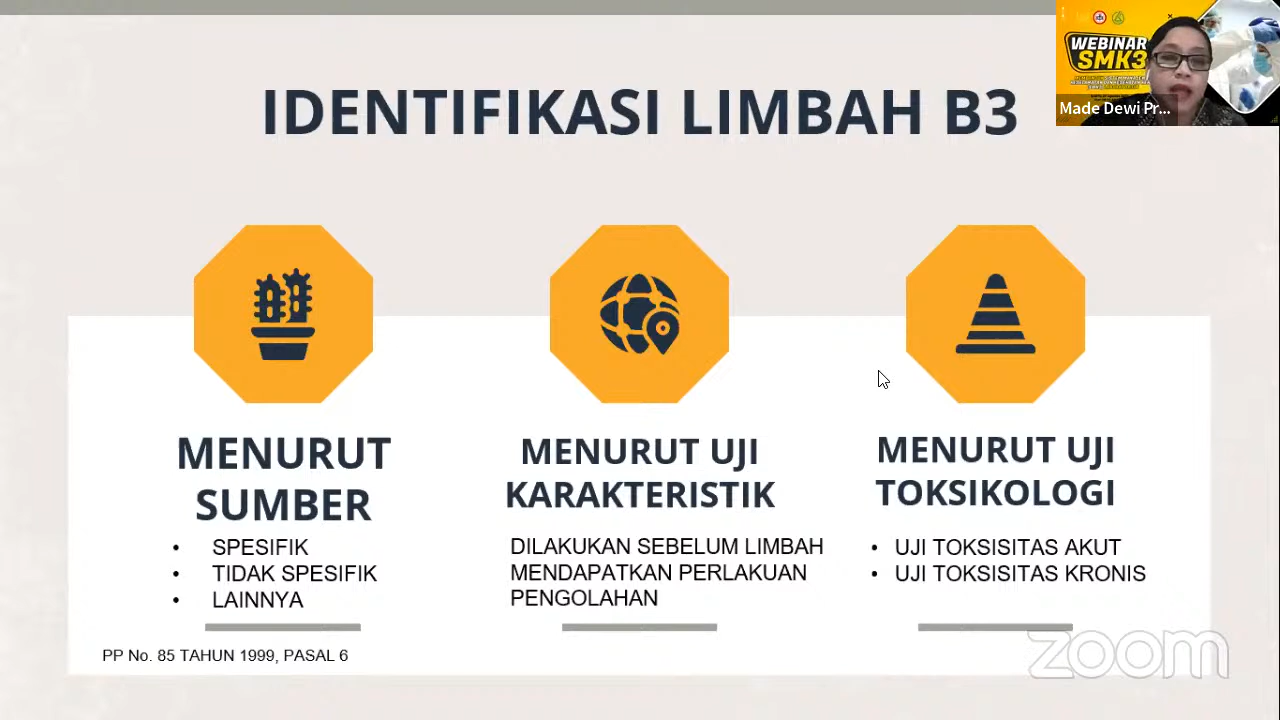 IDENTIFIKASI LIMBAH B3
WEBINAR
SMK3
Made Dewi Pr...
MENURUT
SUMBER
• SPESIFIK
• TIDAK SPESIFIK
• LAINNYA
MENURUT UJI
KARAKTERISTIK
DILAKUKAN SEBELUM LIMBAH
MENDAPATKAN PERLAKUAN
PENGOLAHAN
MENURUT UJI
TOKSIKOLOGI
• UJI TOKSISITAS AKUT
• UJI TOKSISITAS KRONIS
PP No. 85 TAHUN 1999, PASAL 6
zoom